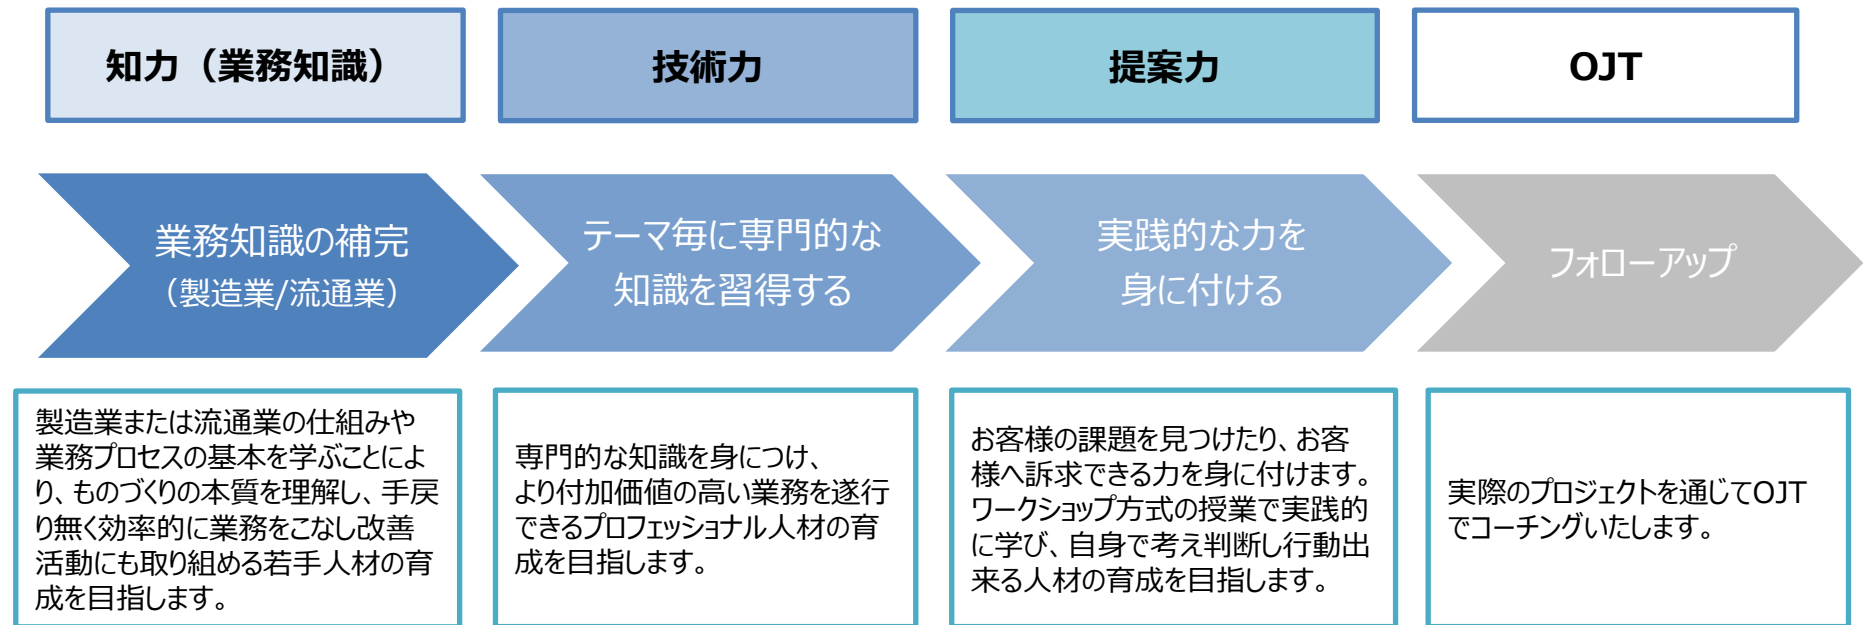 知力（業務知識）
技術力
提案力
OJT
業務知識の補完
（製造業/流通業）
テーマ毎に専門的な
知識を習得する
実践的な力を
身に付ける
フォローアップ
製造業または流通業の仕組みや
業務プロセスの基本を学ぶことによ
り、ものづくりの本質を理解し、手戻
り無く効率的に業務をこなし改善
活動にも取り組める若手人材の育
成を目指します。
専門的な知識を身につけ、
より付加価値の高い業務を遂行
できるプロフェッショナル人材の育
成を目指します。
お客様の課題を見つけたり、お客
様へ訴求できる力を身に付けます。
ワークショップ方式の授業で実践的
に学び、自身で考え判断し行動出
来る人材の育成を目指します。
実際のプロジェクトを通じてOJT
でコーチングいたします。